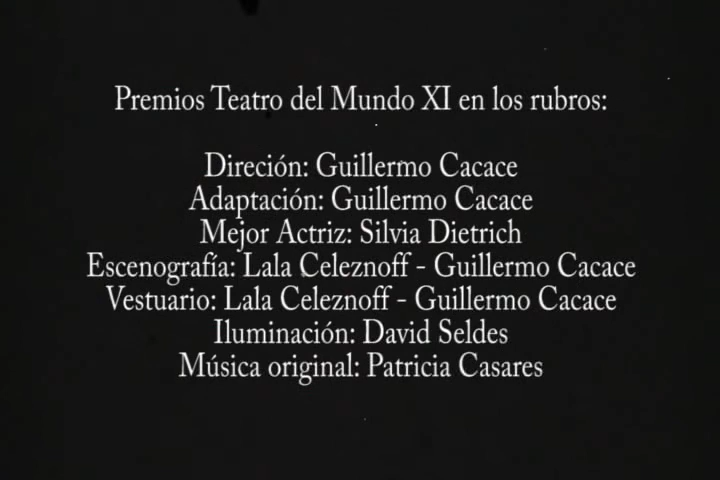 Premios Teatro del Mundo XI en los rubros:
Direción: Guillermo Cacace
Adaptación: Guillermo Cacace
Mejor Actriz: Silvia Dietrich
Escenografía: Lala Celeznoff - Guillermo Cacace
Vestuario: Lala Celeznoff - Guillermo Cacace
Iluminación: David Seldes
Música original: Patricia Casares